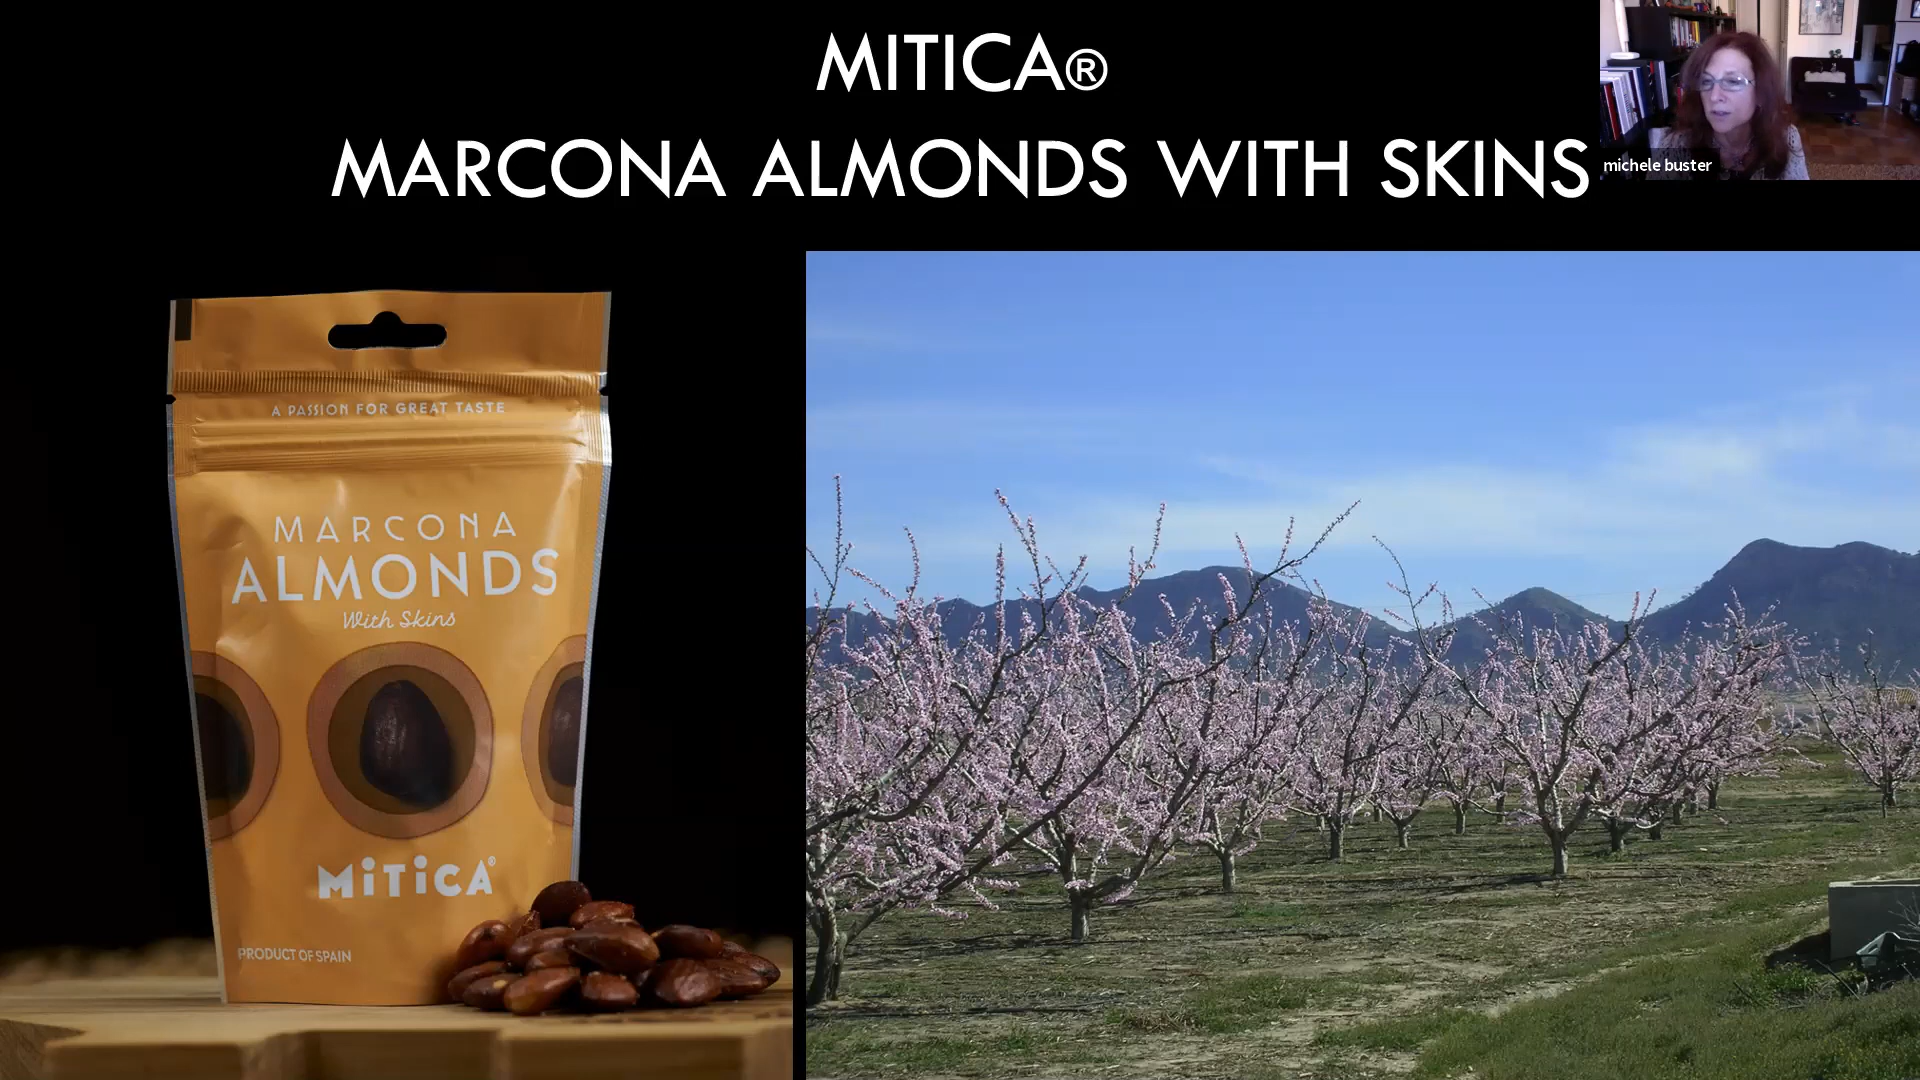 MITICA®
MARCONA ALMONDS WITH SKINS
michele buster
A PASSION FOR GREAT TASTE
MARCONA
ALMONDS
With Skins
MiTiCA®
PRODUCT OF SPAIN